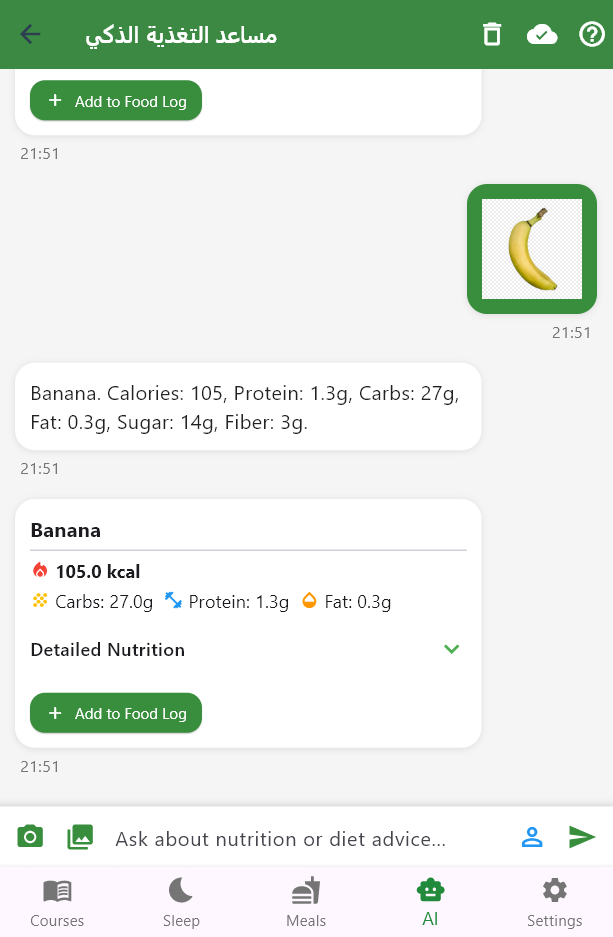 مساعد التغذية الذكي
+ Add to Food Log
21:51
21:51
Banana. Calories: 105, Protein: 1.3g, Carbs: 27g,
Fat: 0.3g, Sugar: 14g, Fiber: 3g.
21:51
Banana
105.0 kcal
Carbs: 27.0g Protein: 1.3g Fat: 0.3g
Detailed Nutrition
+ Add to Food Log
21:51
Ask about nutrition or diet advice...
Courses Sleep Meals AI Settings